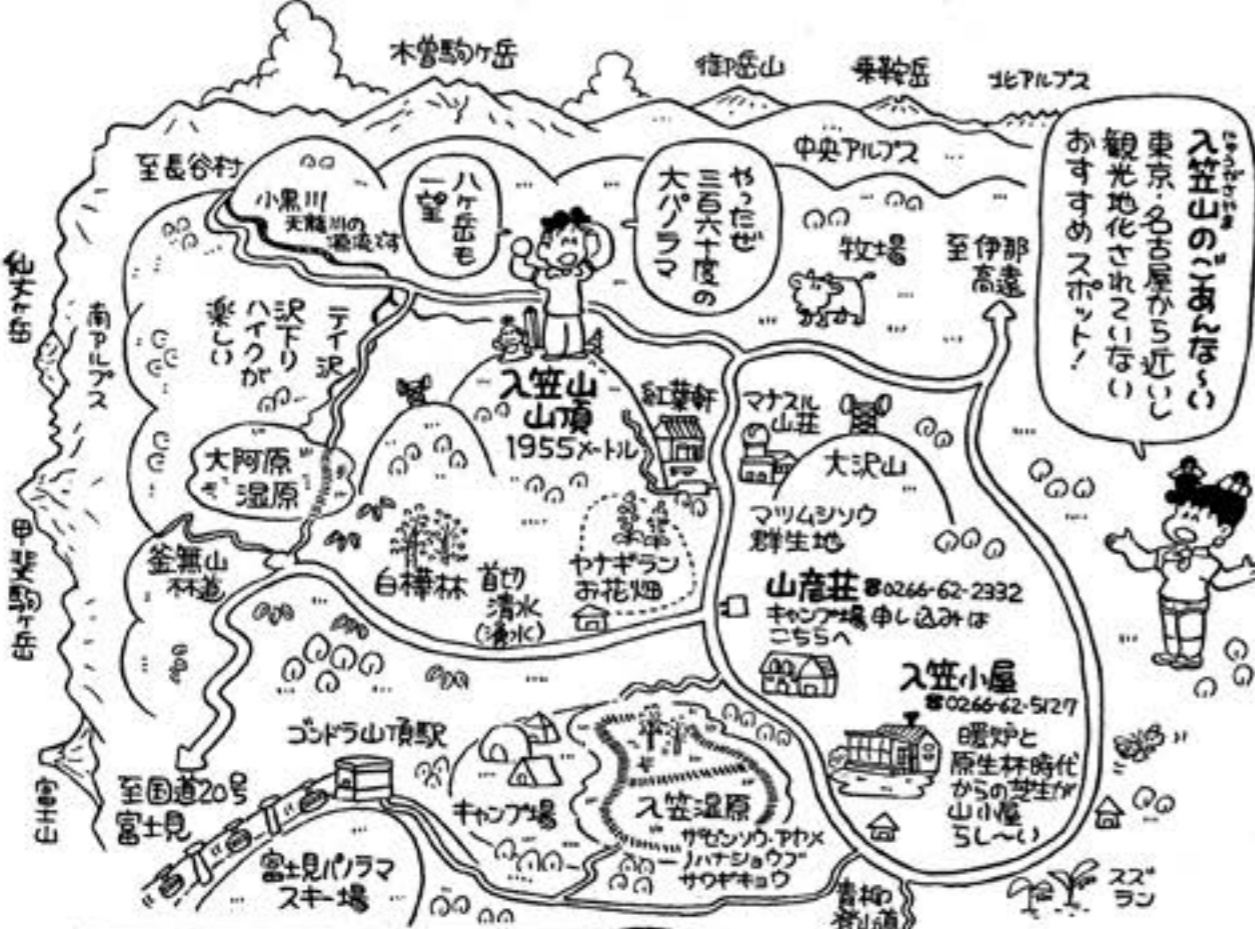 木曽駒ヶ岳
御岳山
乗鞍岳
北アルプス
中央アルプス
入笠山のごあんな〜い
にゅうがさやま
東京・名古屋から近いし
観光地化されていない
おすすめスポット!
至長谷村
小黒川
天龍川の
源流です
八ヶ岳も
一望
やったぜ
三百六十度の
大パノラマ
牧場
至伊那
高遠
仙丈ヶ岳
南アルプス
テイ沢
沢下り
ハイクが
楽しい
入笠山
山頂
1955メートル
紅葉軒
マナスル
山荘
大沢山
大阿原
湿原
マツムシソウ
群生地
甲斐駒ヶ岳
釜無山
林道
白樺林
首切
清水
(湧水)
ヤナギラン
お花畑
山彦荘 ☎0266-62-2332
キャンプ場申し込みは
こちらへ
入笠小屋
☎0266-62-5127
暖炉と
原生林時代
からの芝生が
山小屋
らし〜い
富士山
至国道20号
富士見
ゴンドラ山頂駅
キャンプ場
入笠湿原
ザゼンソウ・アヤメ
ノハナショウブ
サワギキョウ
富士見パノラマ
スキー場
青柳
登山道
スズ
ラン